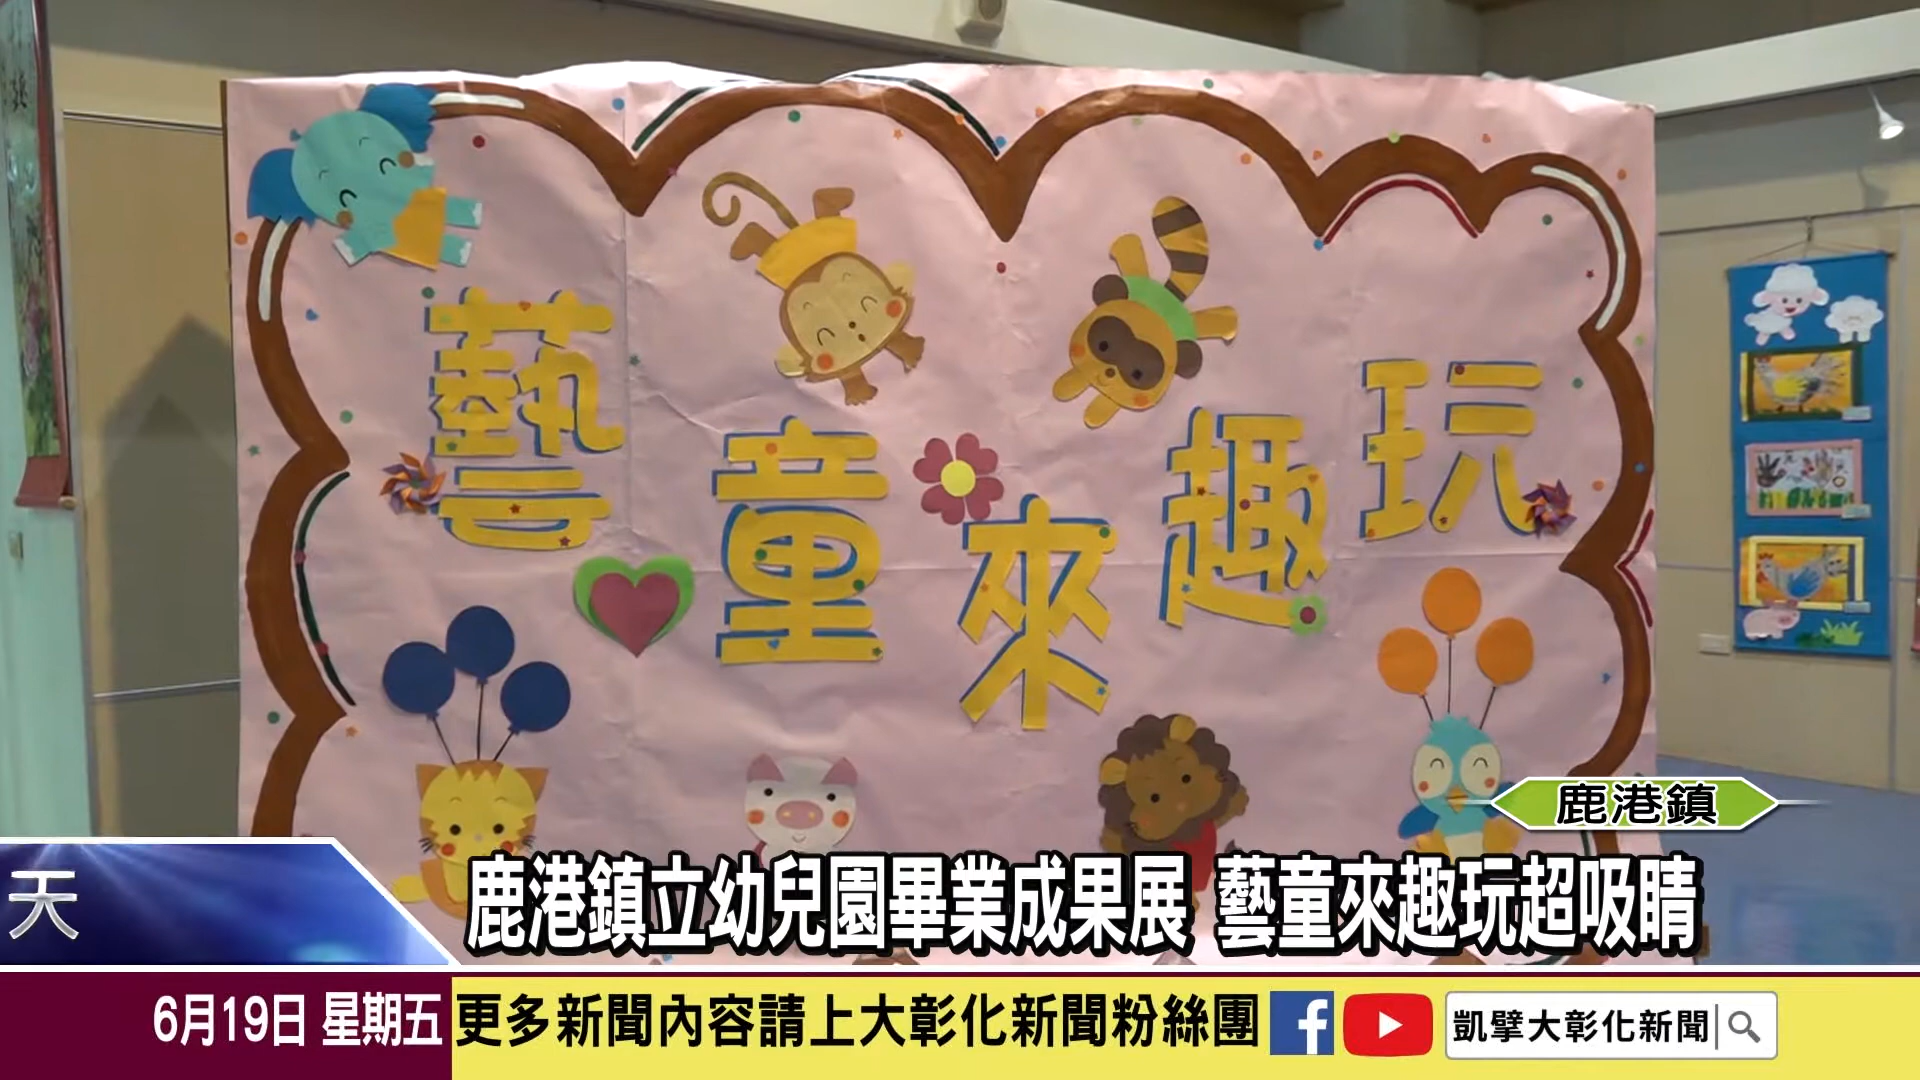 藝童來趣玩
鹿港鎮
天
鹿港鎮立幼兒園畢業成果展 藝童來趣玩超吸睛
6月19日 星期五
更多新聞內容請上大彰化新聞粉絲團
凱擘大彰化新聞